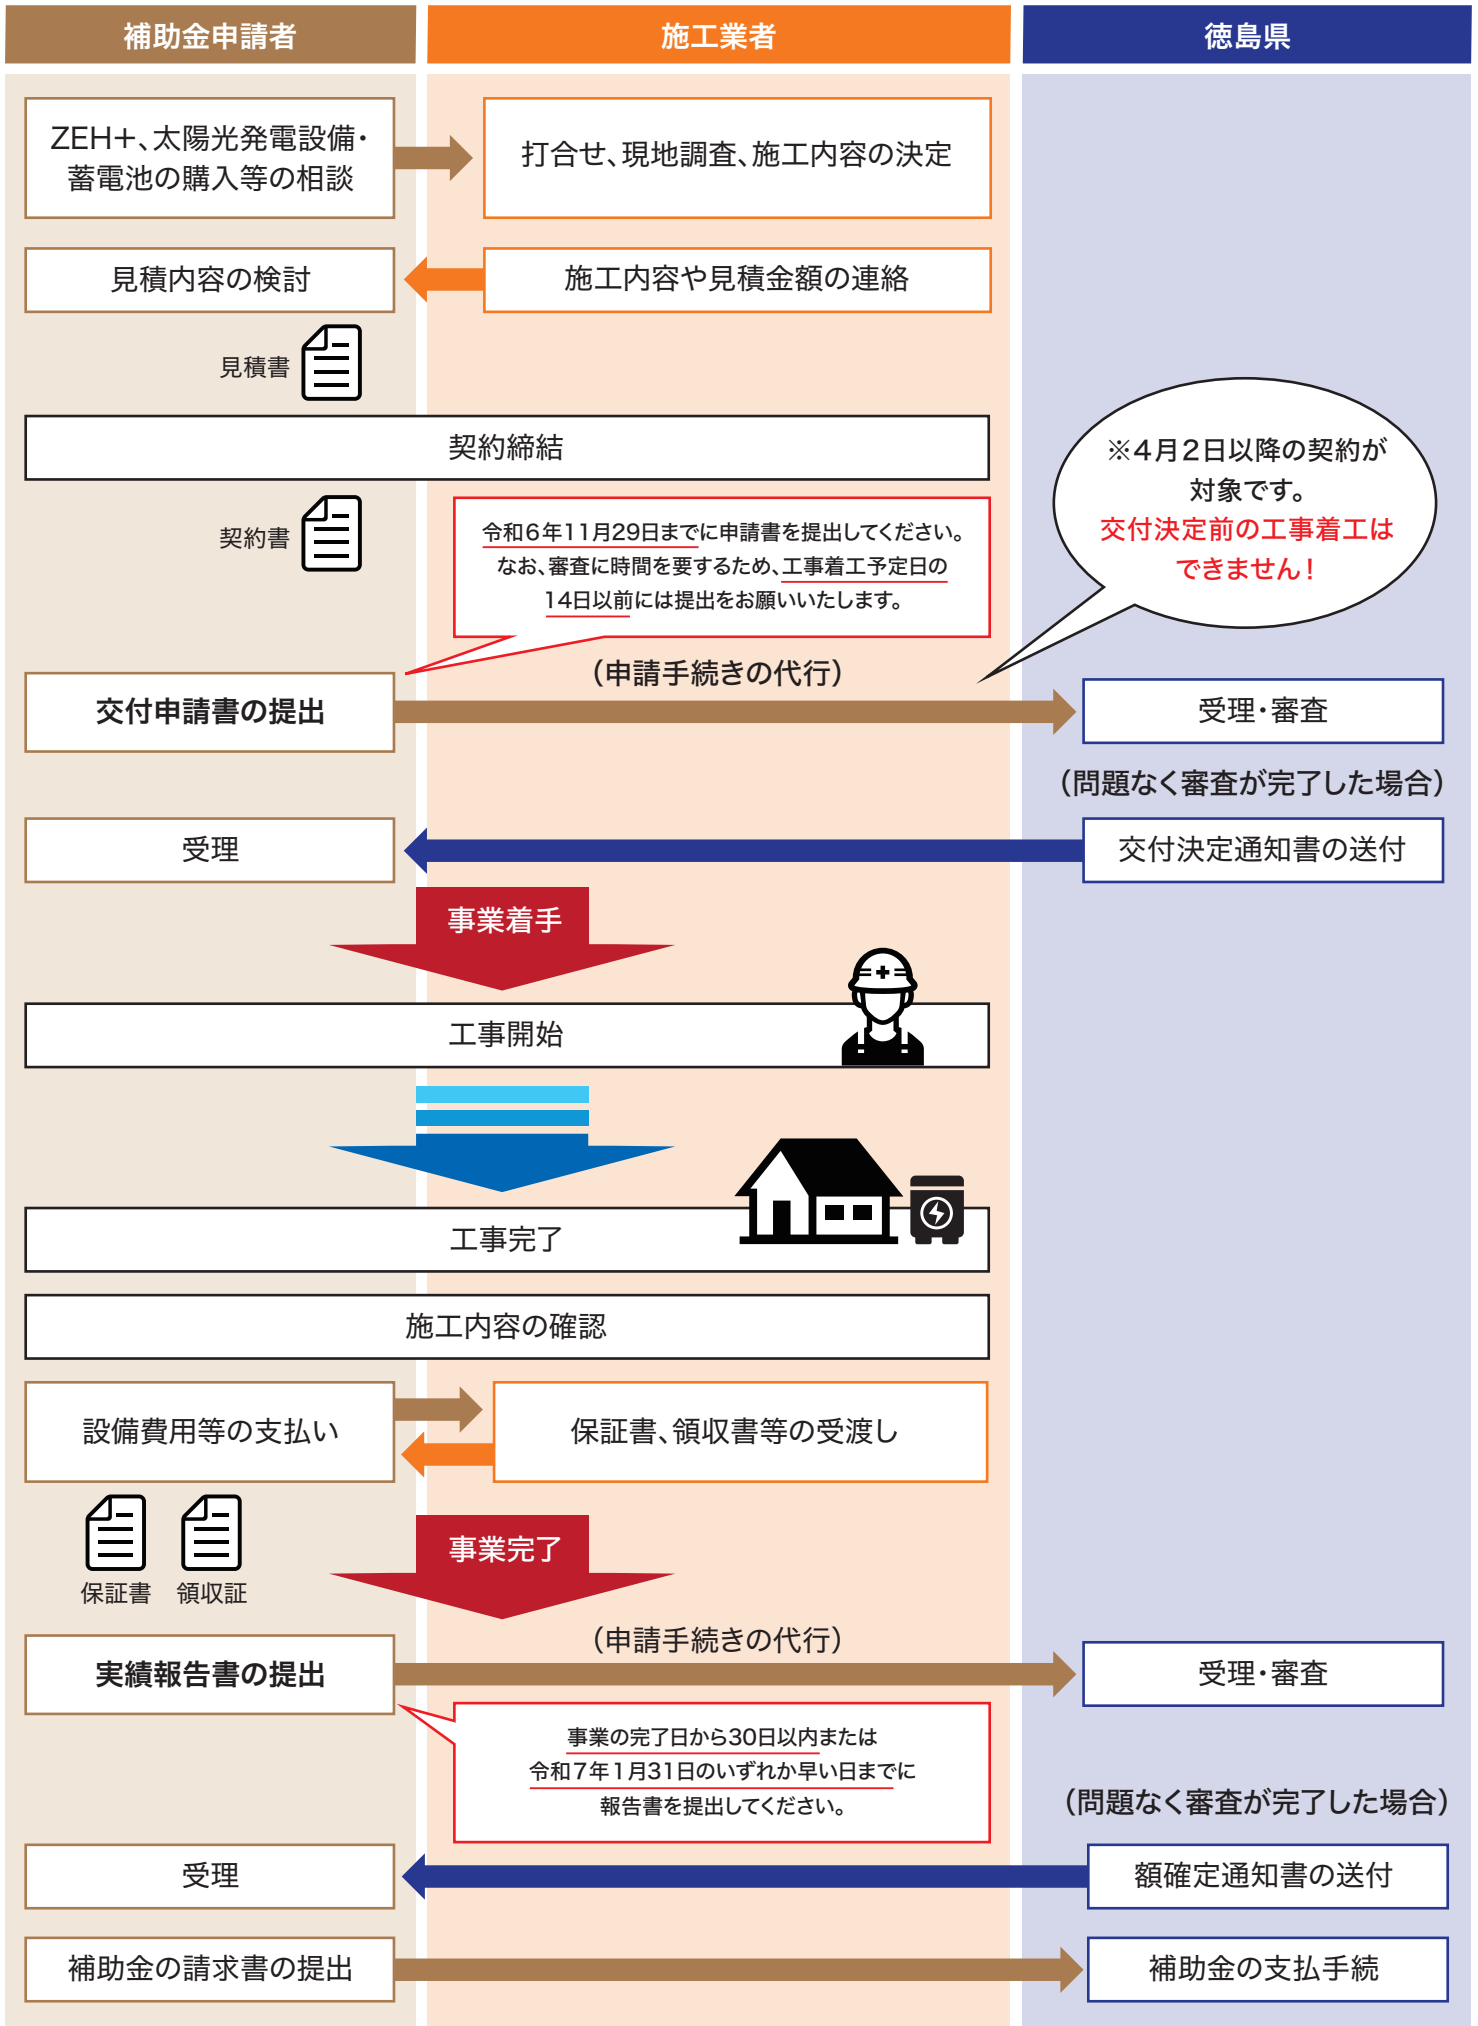 補助金申請者
施工業者
徳島県
ZEH＋、太陽光発電設備・
蓄電池の購入等の相談
打合せ、現地調査、施工内容の決定
見積内容の検討
施工内容や見積金額の連絡
見積書
契約締結
契約書
令和６年11月29日までに申請書を提出してください。
なお、審査に時間を要するため、工事着工予定日の
14日以前には提出をお願いいたします。
※４月２日以降の契約が
対象です。
交付決定前の工事着工は
できません！
（申請手続きの代行）
交付申請書の提出
受理・審査
（問題なく審査が完了した場合）
受理
交付決定通知書の送付
事業着手
工事開始
工事完了
施工内容の確認
設備費用等の支払い
保証書、領収書等の受渡し
保証書
領収証
事業完了
（申請手続きの代行）
実績報告書の提出
受理・審査
事業の完了日から30日以内または
令和７年１月31日のいずれか早い日までに
報告書を提出してください。
（問題なく審査が完了した場合）
受理
額確定通知書の送付
補助金の請求書の提出
補助金の支払手続